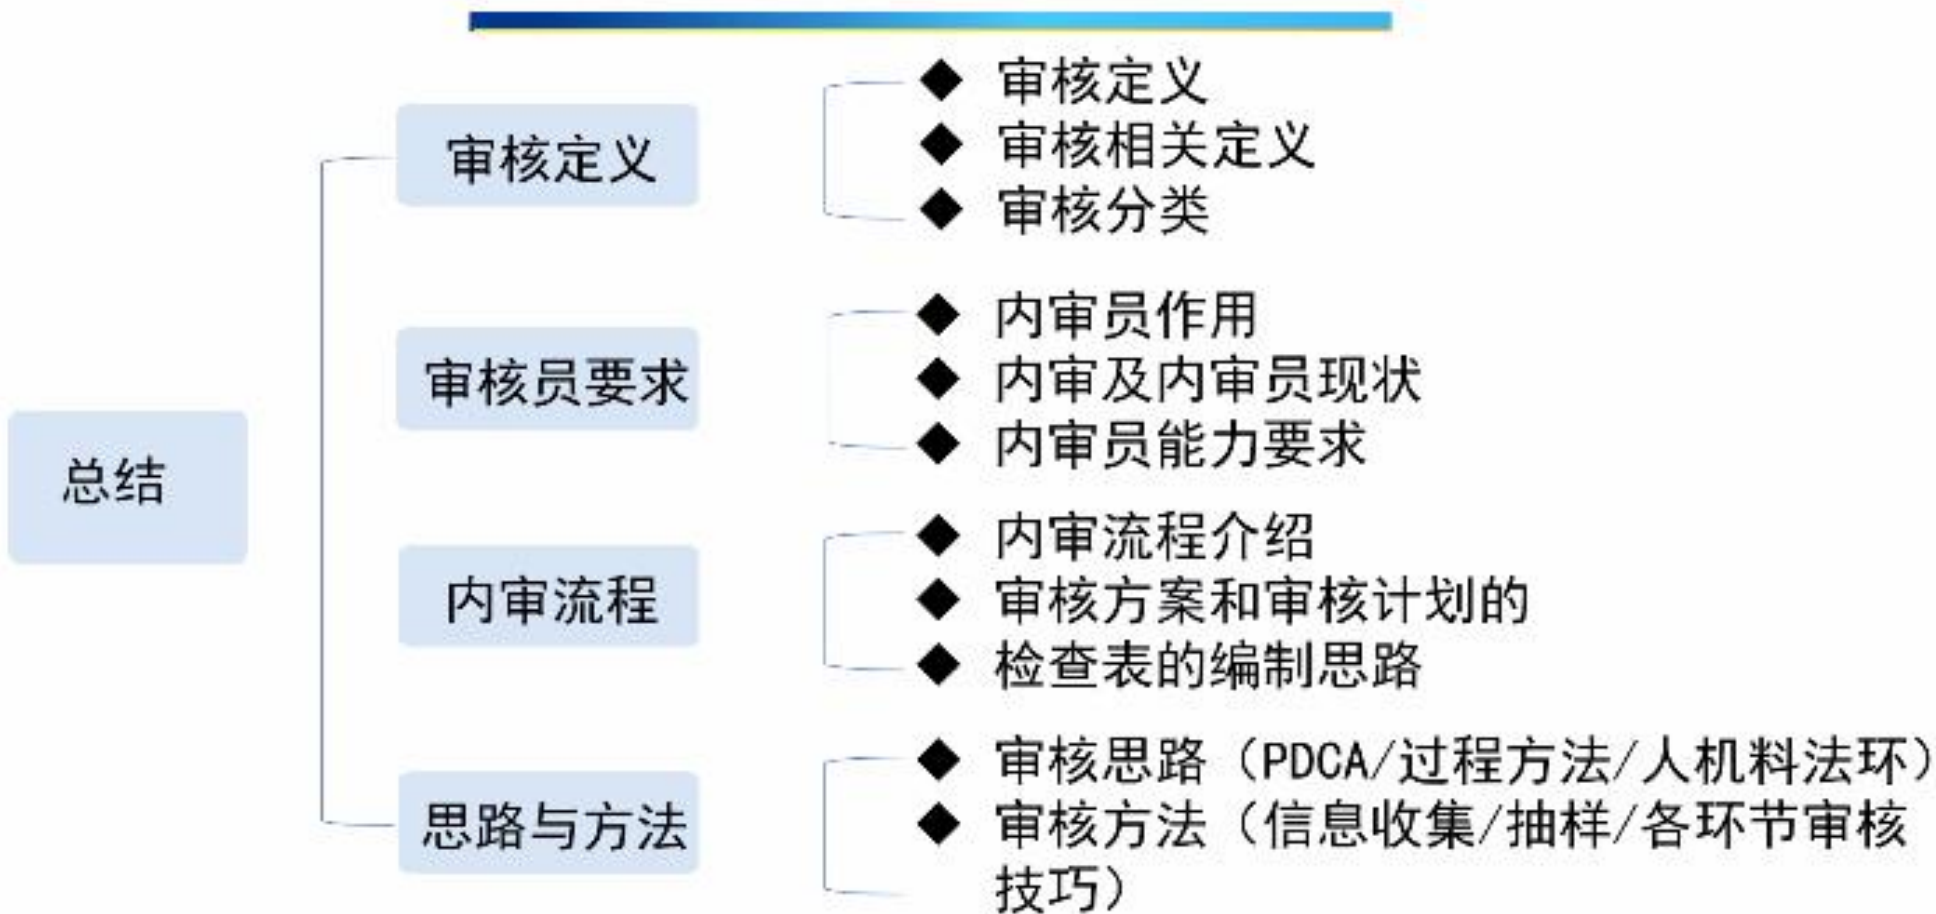 总结
审核定义
◆ 审核定义
◆ 审核相关定义
◆ 审核分类
审核员要求
◆ 内审员作用
◆ 内审及内审员现状
◆ 内审员能力要求
内审流程
◆ 内审流程介绍
◆ 审核方案和审核计划的
◆ 检查表的编制思路
思路与方法
◆ 审核思路（PDCA/过程方法/人机料法环）
◆ 审核方法（信息收集/抽样/各环节审核
技巧）